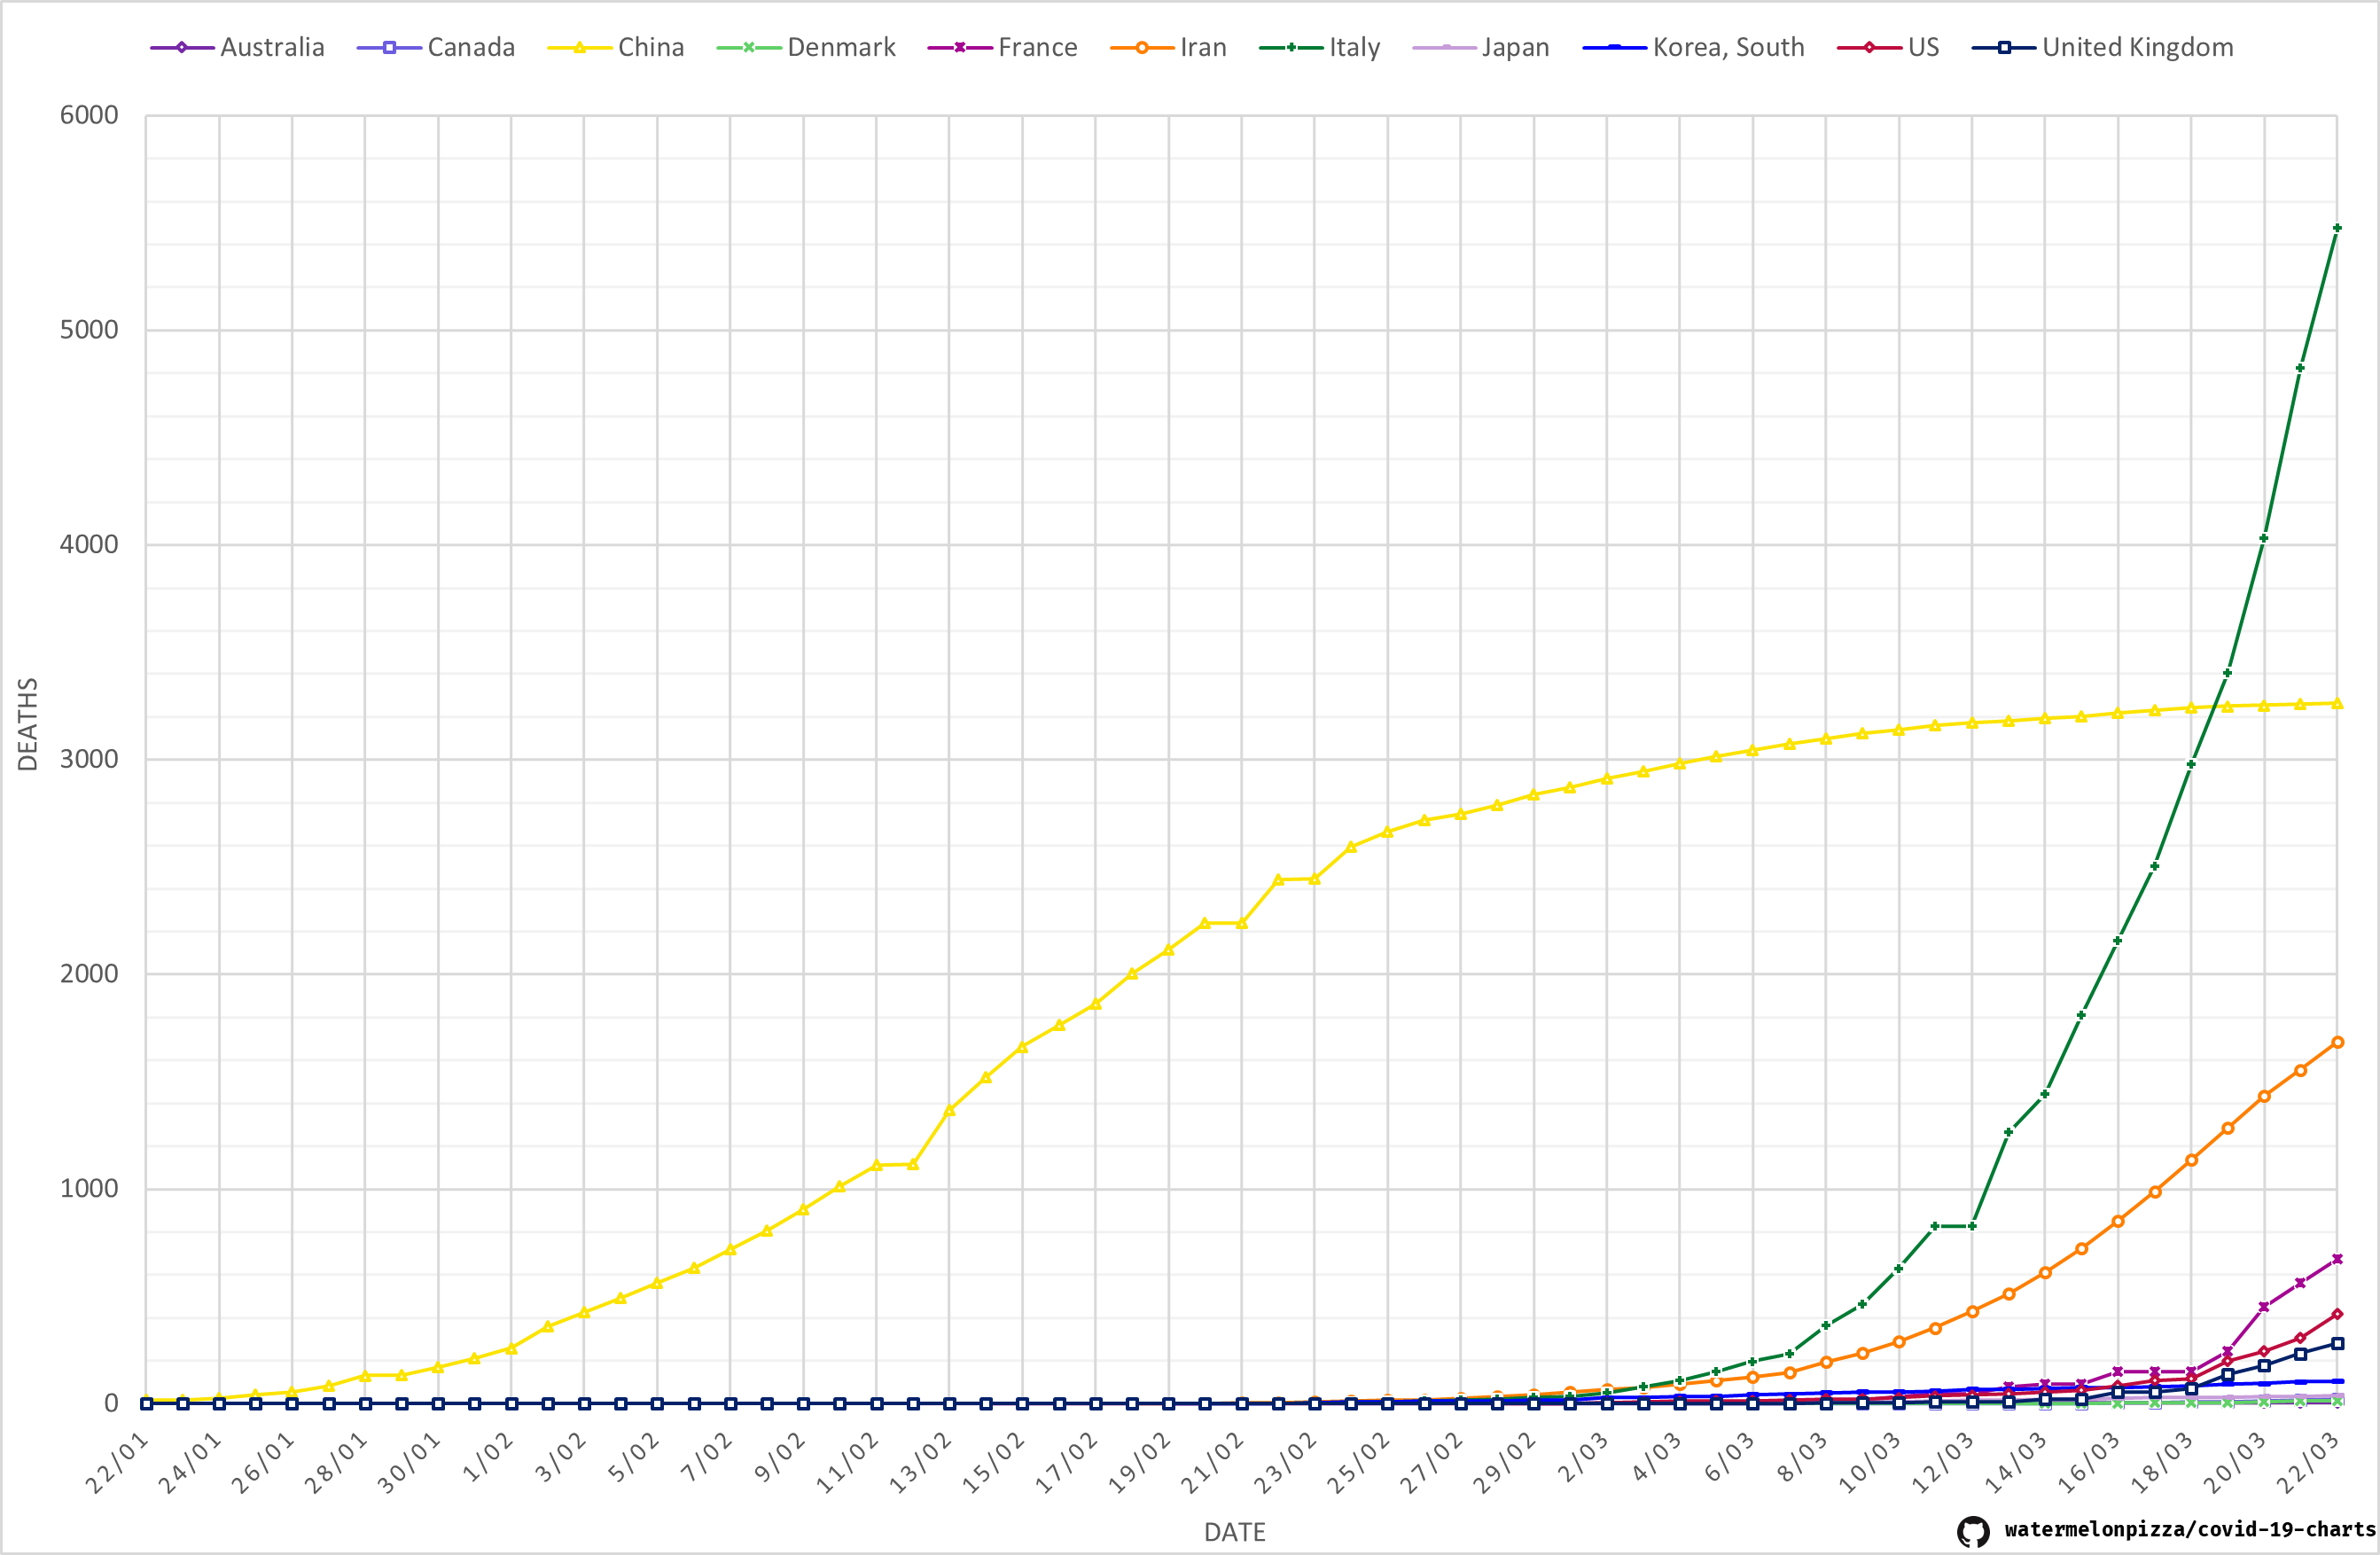 Australia Canada China Denmark France Iran Italy Japan Korea, South US United Kingdom
6000
5000
4000
3000
2000
1000
0
DEATHS
22/01 24/01 26/01 28/01 30/01 1/02 3/02 5/02 7/02 9/02 11/02 13/02 15/02 17/02 19/02 21/02 23/02 25/02 27/02 29/02 2/03 4/03 6/03 8/03 10/03 12/03 14/03 16/03 18/03 20/03 22/03
DATE
watermelonpizza/covid-19-charts